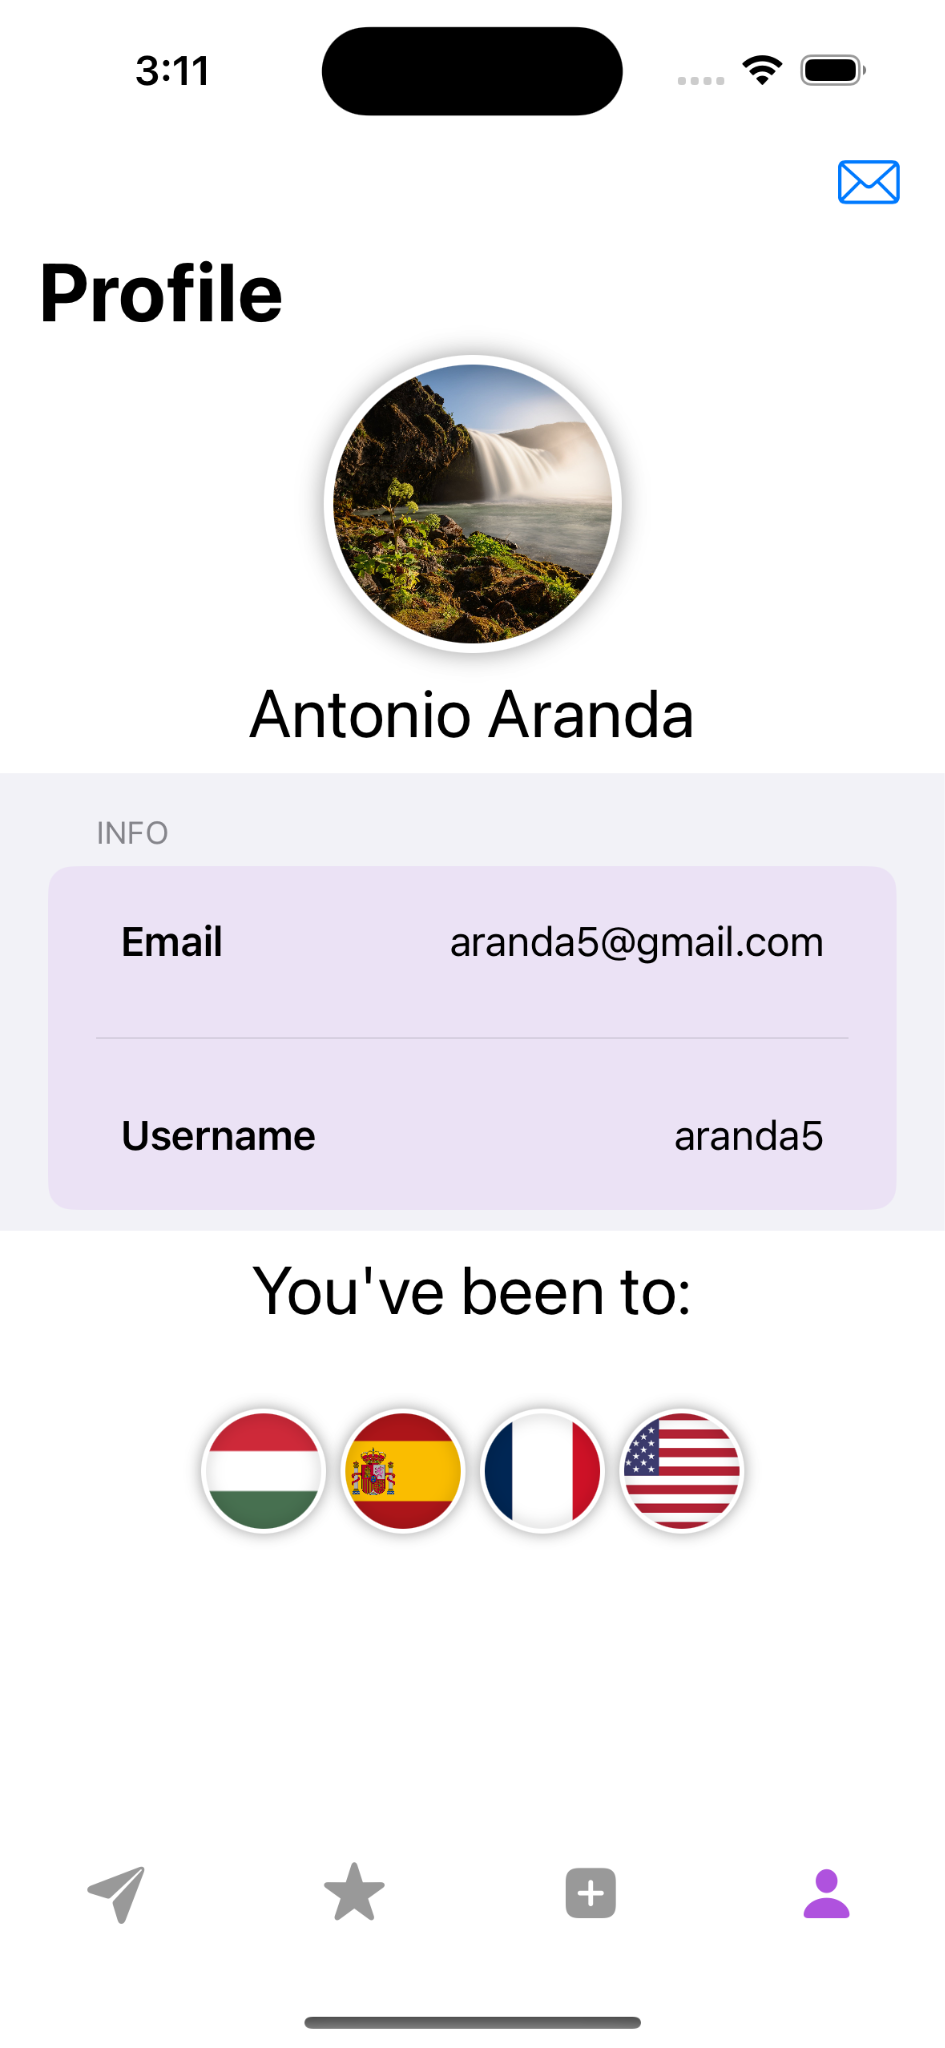 3:11
Profile
Antonio Aranda
INFO
Email aranda5@gmail.com
Username aranda5
You've been to: